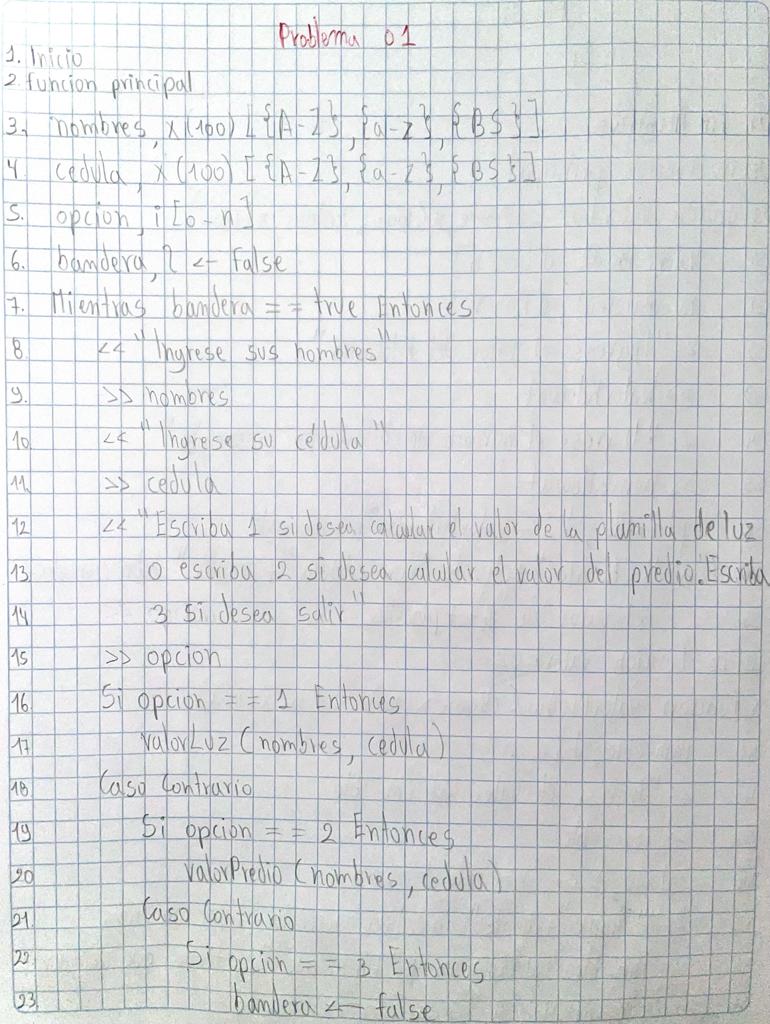 Problema 01
1. Inicio
2. funcion principal
3. nombres, x(100) [{A-Z}, {a-z}, {BS}]
4. cedula, x(100) [{A-Z}, {a-z}, {BS}]
5. opcion, i [0-n]
6. bandera, l <- false
7. Mientras bandera == true Entonces
8 << "Ingrese sus nombres"
9. >> nombres
10 << "Ingrese su cédula"
11. >> cedula
12 << "Escriba 1 si desea calcular el valor de la planilla de luz
13 o escriba 2 si desea calcular el valor del predio. Escriba
14 3 si desea salir"
15 >> opcion
16 Si opcion == 1 Entonces
17 valorLuz (nombres, cedula)
18 Caso Contrario
19 Si opcion == 2 Entonces
20 valorPredio (nombres, cedula)
21 Caso Contrario
22 Si opcion == 3 Entonces
23 bandera <- false